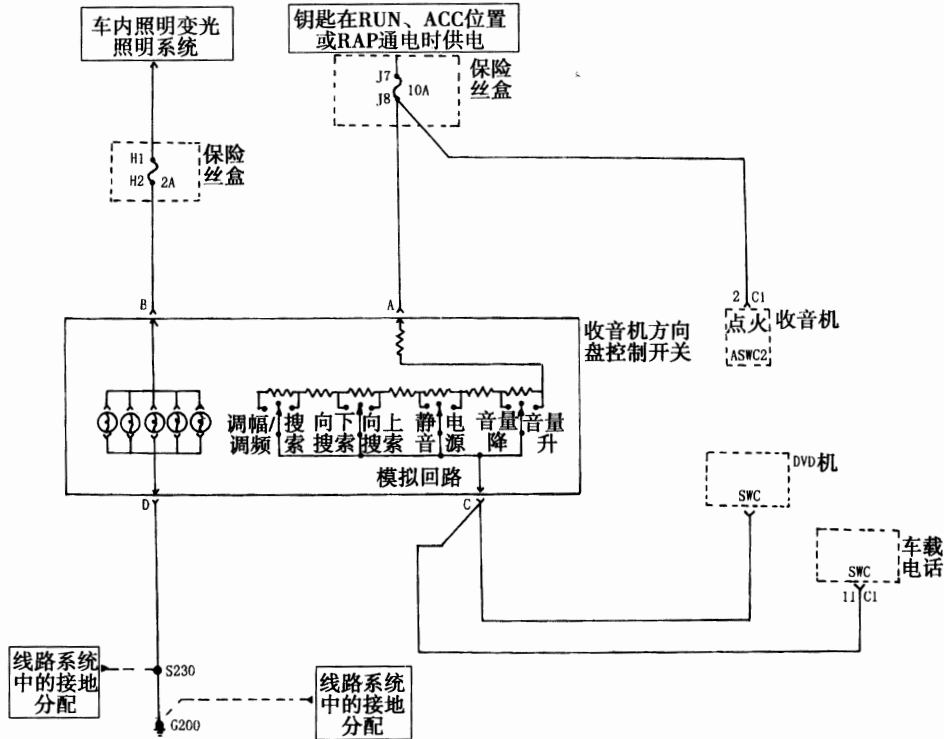 车内照明变光
照明系统
钥匙在RUN、ACC位置
或RAP通电时供电
J7
J8
10A
保险
丝盒
H1
H2
2A
保险
丝盒
B
A
2
C1
点火
收音机
ASWC2
收音机方向
盘控制开关
调幅/
调频
搜
索
向下
搜索
向上
搜索
静
音
电
源
音量
降
音量
升
模拟回路
D
C
DVD机
SWC
车载
电话
SWC
11
C1
线路系统
中的接地
分配
S230
G200
线路系统
中的接地
分配